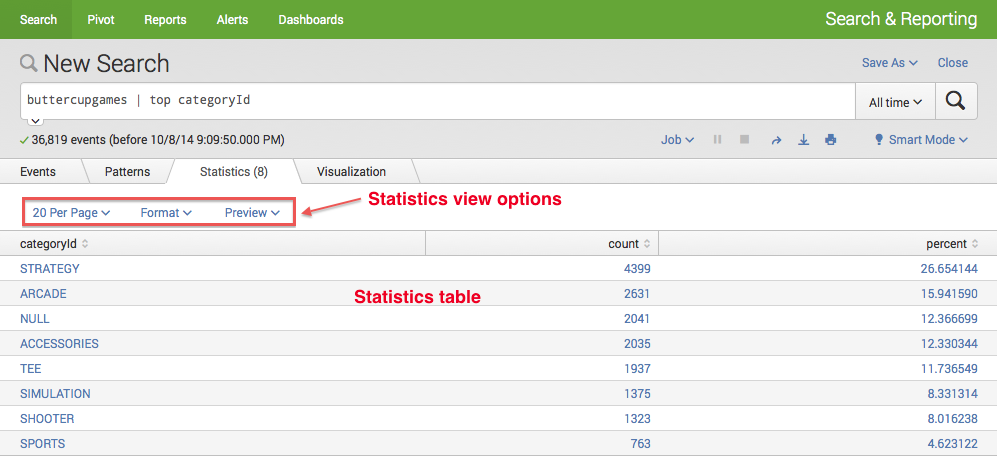 Search Pivot Reports Alerts Dashboards Search & Reporting
New Search Save As Close
buttercupgames | top categoryId All time
36,819 events (before 10/8/14 9:09:50.000 PM) Job Smart Mode
Events Patterns Statistics (8) Visualization
Statistics view options
20 Per Page Format Preview
categoryId count percent
STRATEGY 4399 26.654144
ARCADE 2631 15.941590
Statistics table
NULL 2041 12.366699
ACCESSORIES 2035 12.330344
TEE 1937 11.736549
SIMULATION 1375 8.331314
SHOOTER 1323 8.016238
SPORTS 763 4.623122